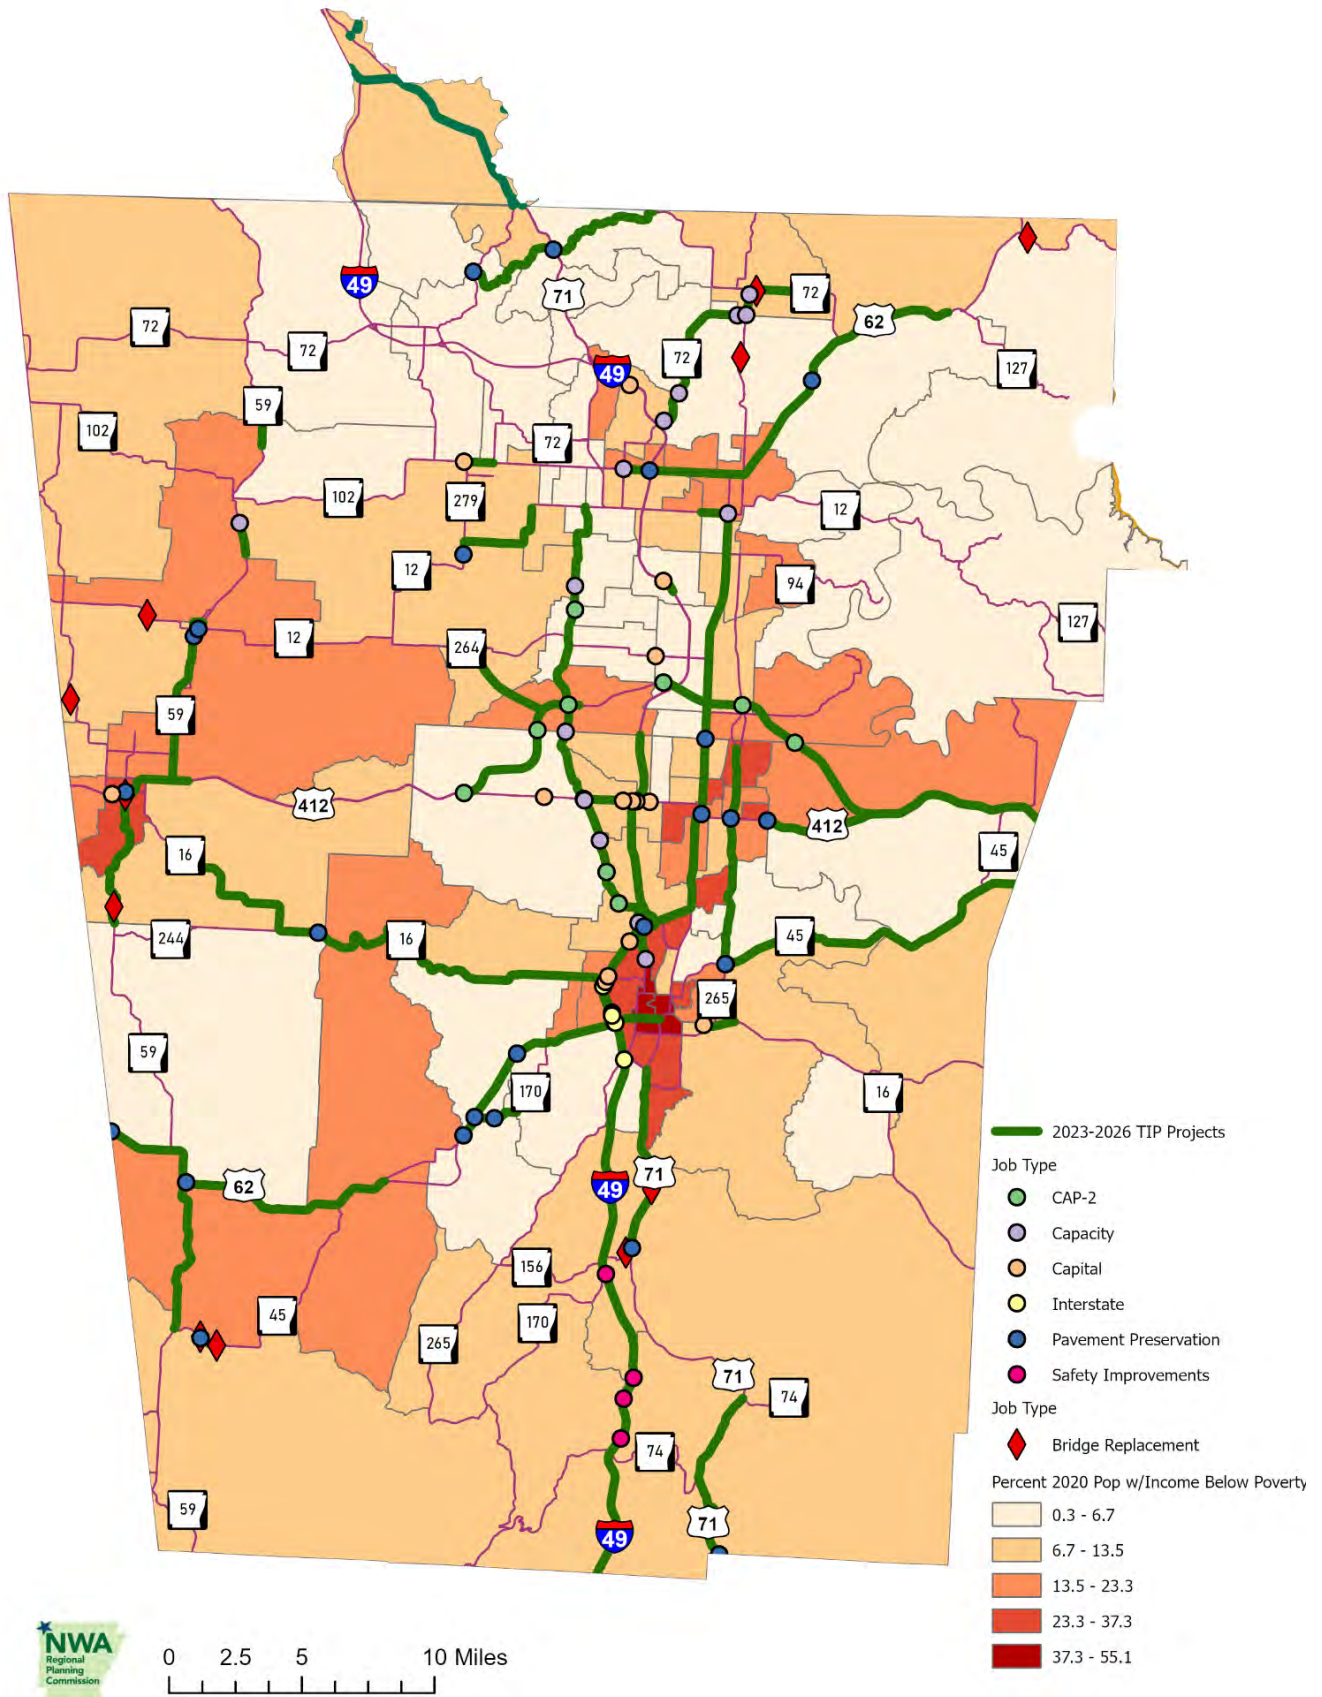 49
71
72
62
72
72
49
72
127
59
102
72
102
279
12
12
94
12
127
264
59
412
412
16
45
244
16
45
265
59
170
16
62
49
71
156
45
170
265
71
74
74
59
71
49
2023-2026 TIP Projects
Job Type
CAP-2
Capacity
Capital
Interstate
Pavement Preservation
Safety Improvements
Job Type
Bridge Replacement
Percent 2020 Pop w/Income Below Poverty
0.3 - 6.7
6.7 - 13.5
13.5 - 23.3
23.3 - 37.3
37.3 - 55.1
NWA
Regional
Planning
Commission
0 2.5 5 10 Miles